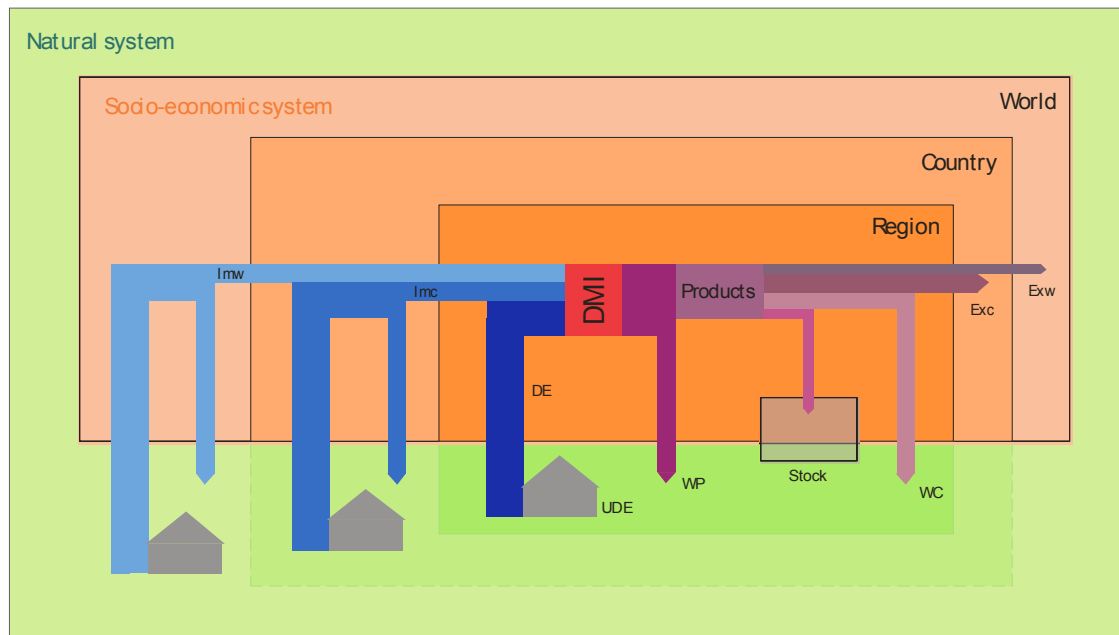 Natural system
World
Socio-economic system
Country
Region
Imw
Imc
DMI
Products
Exw
Exc
DE
WP
Stock
WC
UDE